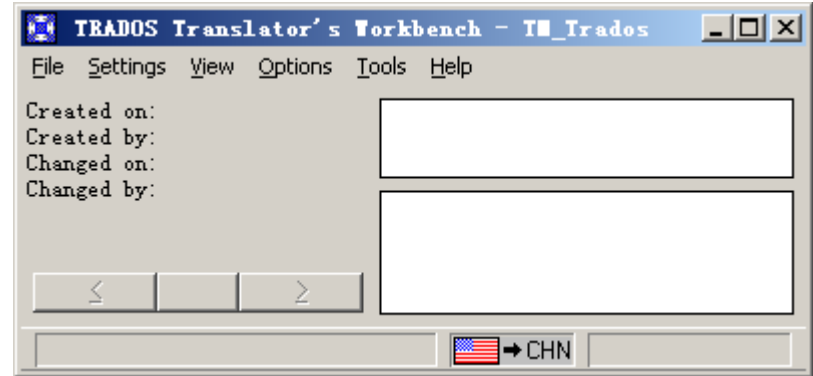 TRADOS Translator's Workbench - TM_Trados
File Settings View Options Tools Help
Created on:
Created by:
Changed on:
Changed by:
< >
CHN